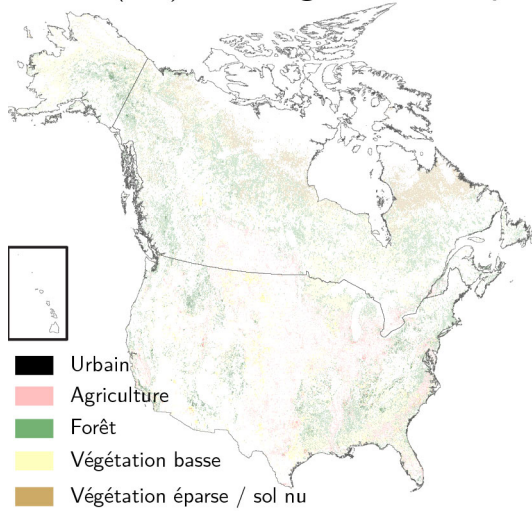 Urbain
Agriculture
Forêt
Végétation basse
Végétation éparse / sol nu